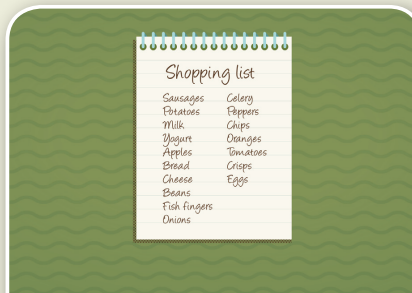 Shopping list
Sausages
Potatoes
Milk
Yogurt
Apples
Bread
Cheese
Beans
Fish fingers
Onions
Celery
Peppers
Chips
Oranges
Tomatoes
Crisps
Eggs